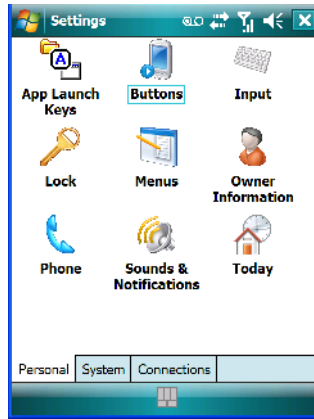 Settings
App Launch
Keys
Buttons
Input
Lock
Menus
Owner
Information
Phone
Sounds &
Notifications
Today
Personal System Connections